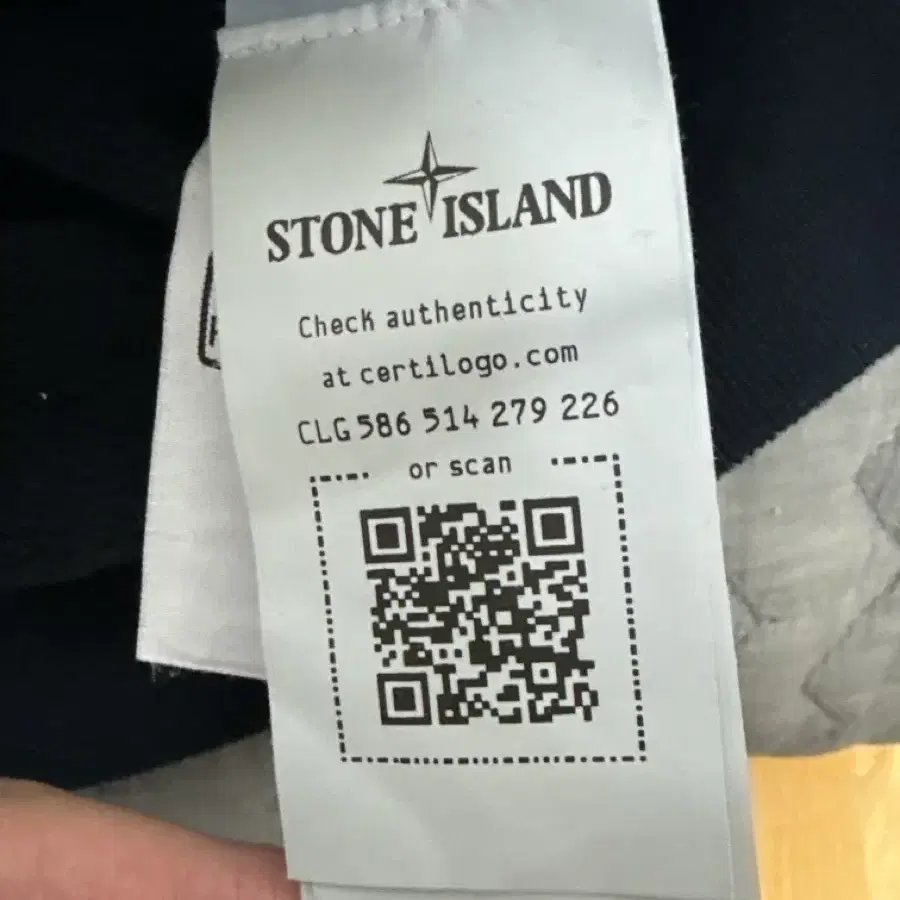 STONE ISLAND
Check authenticity
at certilogo.com
CLG 586 514 279 226
or scan